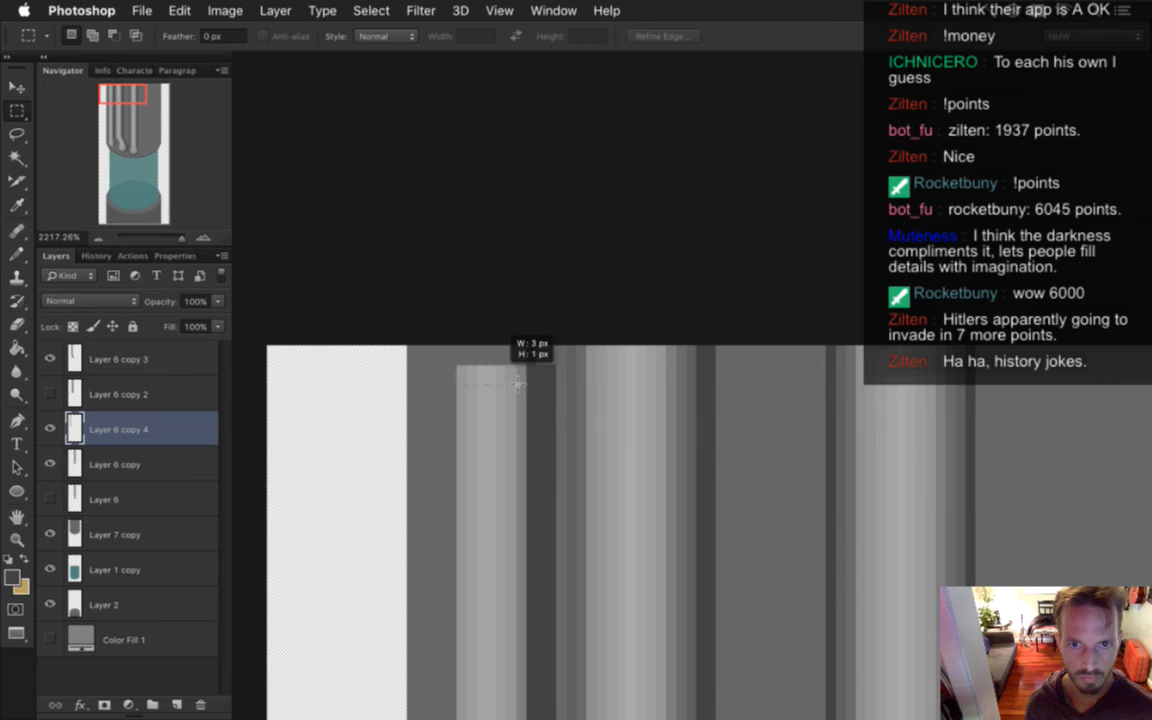 Photoshop File Edit Image Layer Type Select Filter 3D View Window Help
Feather: 0 px Anti-alias Style: Normal Width: Height: Refine Edge...
Navigator Info Characte Paragrap
2217.26%
Layers History Actions Properties
Kind
Normal Opacity: 100%
Lock: Fill: 100%
Layer 6 copy 3
Layer 6 copy 2
Layer 6 copy 4
Layer 6 copy
Layer 6
Layer 7 copy
Layer 1 copy
Layer 2
Color Fill 1
fx
W: 3 px
H: 1 px
Zilten : I think their app is A OK
Zilten : !money
ICHNICERO : To each his own I
guess
Zilten : !points
bot_fu : zilten: 1937 points.
Zilten : Nice
Rocketbuny : !points
bot_fu : rocketbuny: 6045 points.
Muteness : I think the darkness
compliments it, lets people fill
details with imagination.
Rocketbuny : wow 6000
Zilten : Hitlers apparently going to
invade in 7 more points.
Zilten : Ha ha, history jokes.